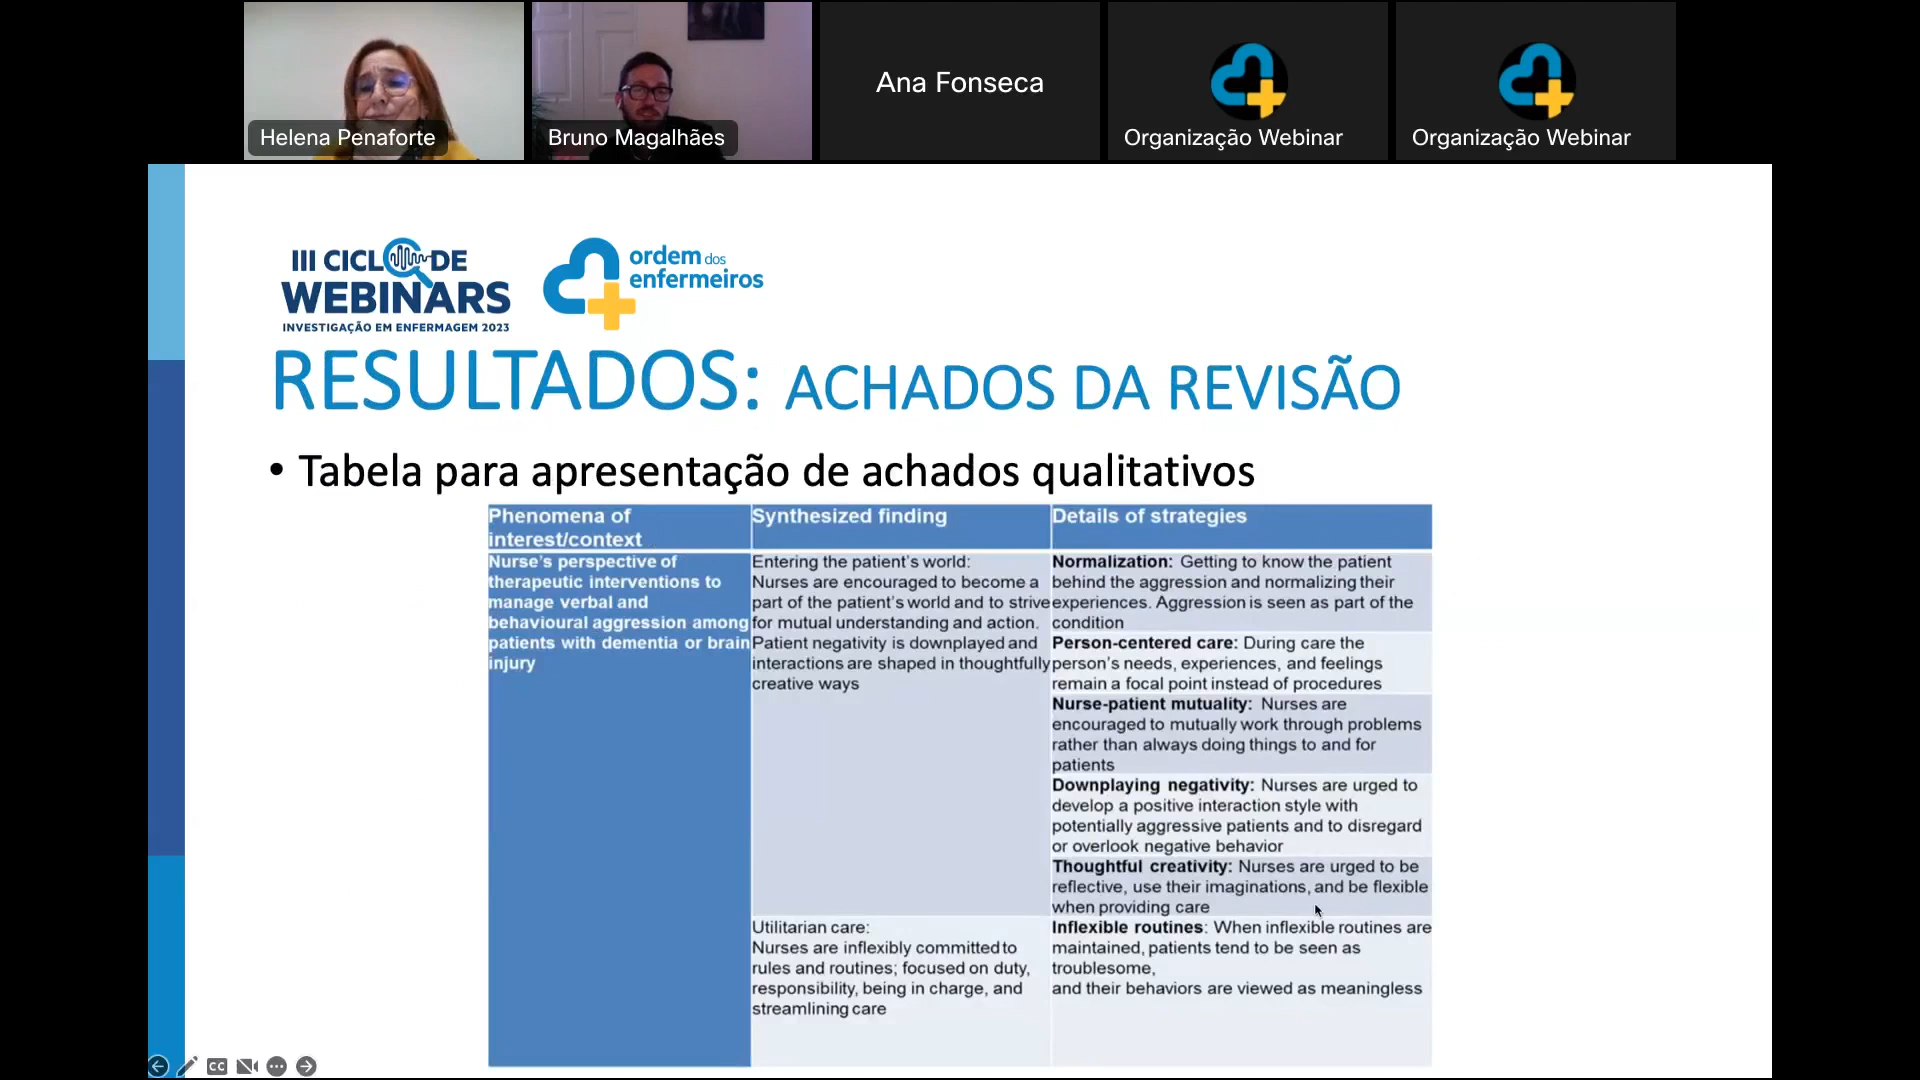 Helena Penaforte
Bruno Magalhães
Ana Fonseca
Organização Webinar
Organização Webinar
III CICLO DE
WEBINARS
INVESTIGAÇÃO EM ENFERMAGEM 2023
ordem dos
enfermeiros
RESULTADOS: ACHADOS DA REVISÃO
• Tabela para apresentação de achados qualitativos
Phenomena of
interest/context
Synthesized finding
Details of strategies
Nurse's perspective of
therapeutic interventions to
manage verbal and
behavioural aggression among
patients with dementia or brain
injury
Entering the patient's world:
Nurses are encouraged to become a
part of the patient's world and to strive
for mutual understanding and action.
Patient negativity is downplayed and
interactions are shaped in thoughtfully
creative ways
Normalization: Getting to know the patient
behind the aggression and normalizing their
experiences. Aggression is seen as part of the
condition
Person-centered care: During care the
person's needs, experiences, and feelings
remain a focal point instead of procedures
Nurse-patient mutuality: Nurses are
encouraged to mutually work through problems
rather than always doing things to and for
patients
Downplaying negativity: Nurses are urged to
develop a positive interaction style with
potentially aggressive patients and to disregard
or overlook negative behavior
Thoughtful creativity: Nurses are urged to be
reflective, use their imaginations, and be flexible
when providing care
Utilitarian care:
Nurses are inflexibly committed to
rules and routines; focused on duty,
responsibility, being in charge, and
streamlining care
Inflexible routines: When inflexible routines are
maintained, patients tend to be seen as
troublesome,
and their behaviors are viewed as meaningless
CC